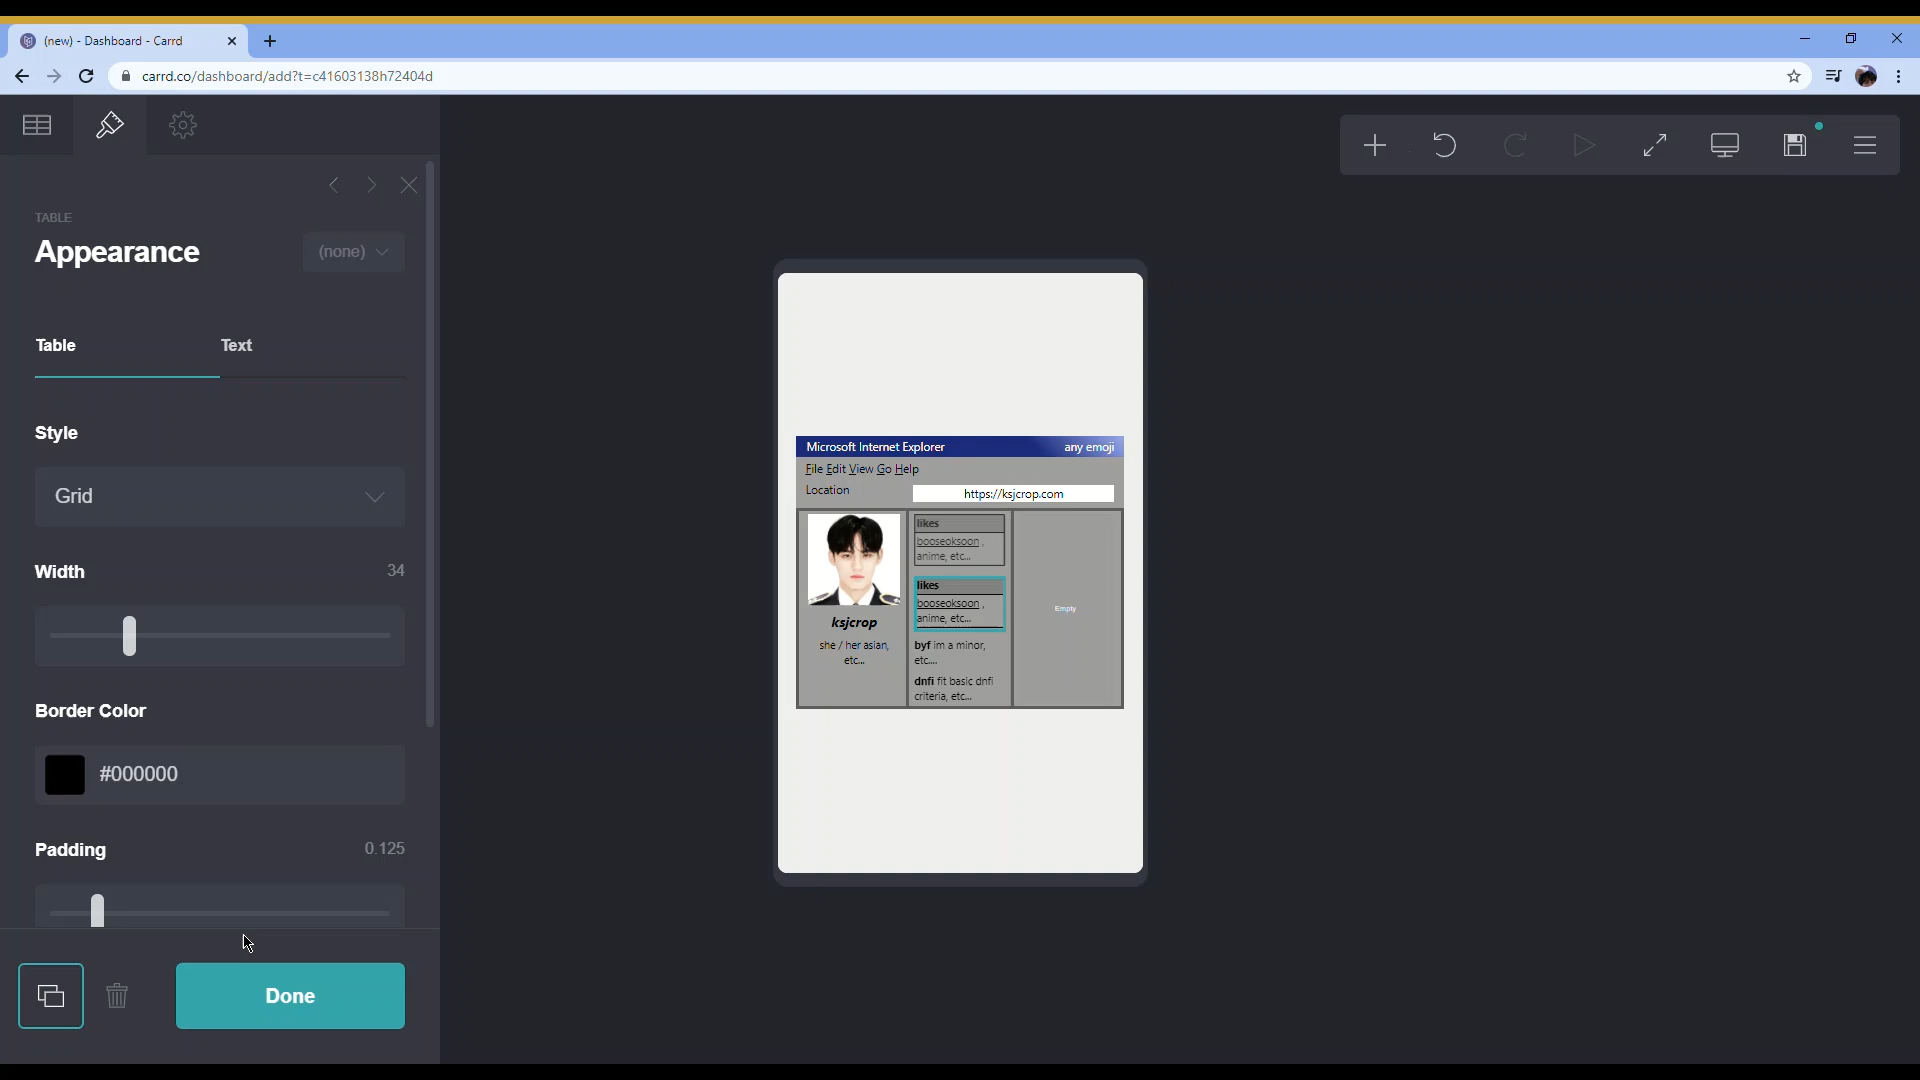 (new) - Dashboard - Carrd
carrd.co/dashboard/add?t=c41603138h72404d
TABLE
Appearance
(none)
Table
Text
Style
Grid
Width
34
Border Color
#000000
Padding
0.125
Done
Microsoft Internet Explorer
any emoji
File Edit View Go Help
Location
https://ksjcrop.com
ksjcrop
she / her asian,
etc...
likes
booseoksoon ,
anime, etc...
likes
booseoksoon ,
anime, etc...
byf im a minor,
etc....
dnfi fit basic dnfi
criteria, etc...
Empty